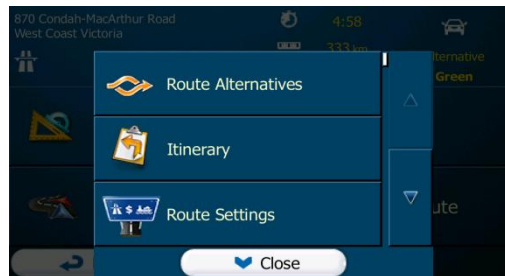 870 Condah-MacArthur Road
West Coast Victoria
4:58
333 km
lternative
Green
Route Alternatives
Itinerary
Route Settings
ute
Close